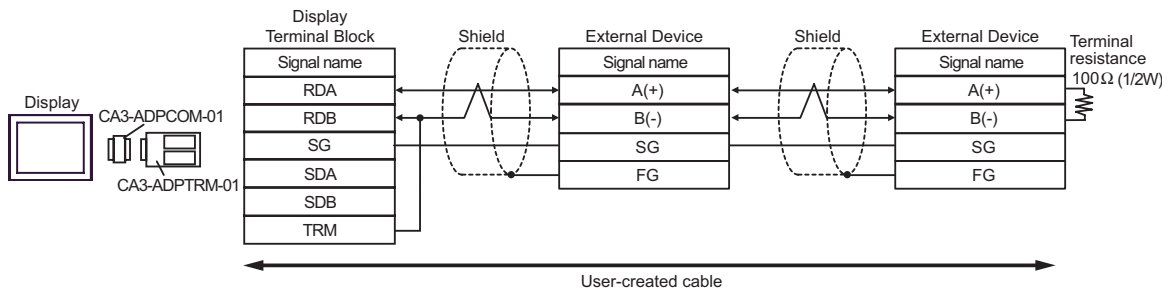 Display
Terminal Block
Shield
External Device
Shield
External Device
Terminal
resistance
100Ω (1/2W)
Signal name
Signal name
Signal name
RDA
A(+)
A(+)
Display
CA3-ADPCOM-01
RDB
B(-)
B(-)
SG
SG
SG
CA3-ADPTRM-01
SDA
FG
FG
SDB
TRM
User-created cable